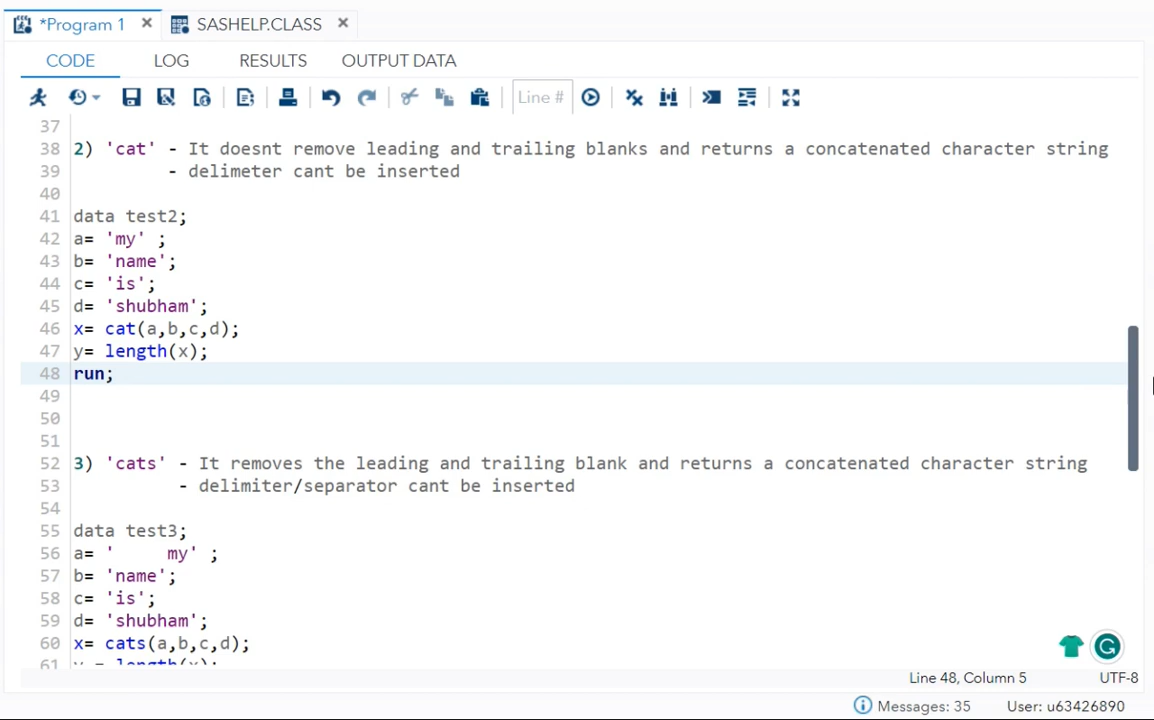 *Program 1 × SASHELP.CLASS ×
CODE LOG RESULTS OUTPUT DATA
Line #
37
38 2) 'cat' - It doesnt remove leading and trailing blanks and returns a concatenated character string
39 - delimeter cant be inserted
40
41 data test2;
42 a= 'my' ;
43 b= 'name';
44 c= 'is';
45 d= 'shubham';
46 x= cat(a,b,c,d);
47 y= length(x);
48 run;
49
50
51
52 3) 'cats' - It removes the leading and trailing blank and returns a concatenated character string
53 - delimiter/separator cant be inserted
54
55 data test3;
56 a= '     my' ;
57 b= 'name';
58 c= 'is';
59 d= 'shubham';
60 x= cats(a,b,c,d);
61 y = length(x);
Line 48, Column 5 UTF-8
Messages: 35 User: u63426890